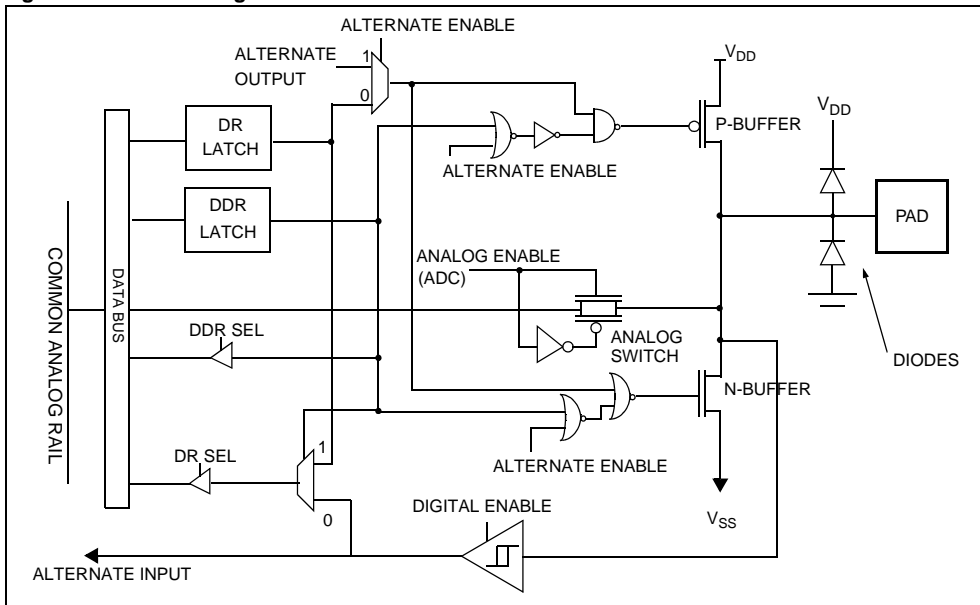 ALTERNATE ENABLE
ALTERNATE
OUTPUT
1
0
VDD
DR
LATCH
P-BUFFER
VDD
ALTERNATE ENABLE
DDR
LATCH
PAD
COMMON ANALOG RAIL
DATA BUS
ANALOG ENABLE
(ADC)
DDR SEL
ANALOG
SWITCH
DIODES
N-BUFFER
1
DR SEL
ALTERNATE ENABLE
0
DIGITAL ENABLE
VSS
ALTERNATE INPUT